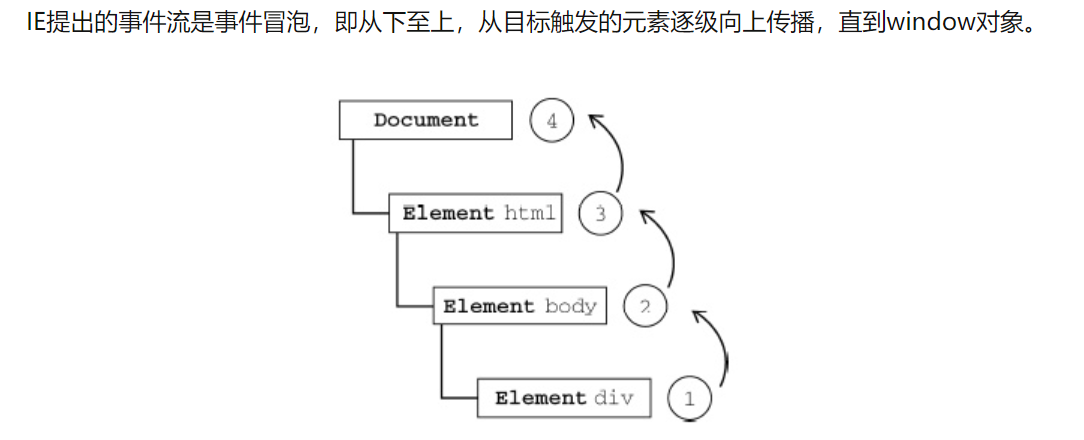 IE提出的事件流是事件冒泡，即从下至上，从目标触发的元素逐级向上传播，直到window对象。
Document 4
Element html 3
Element body 2
Element div 1